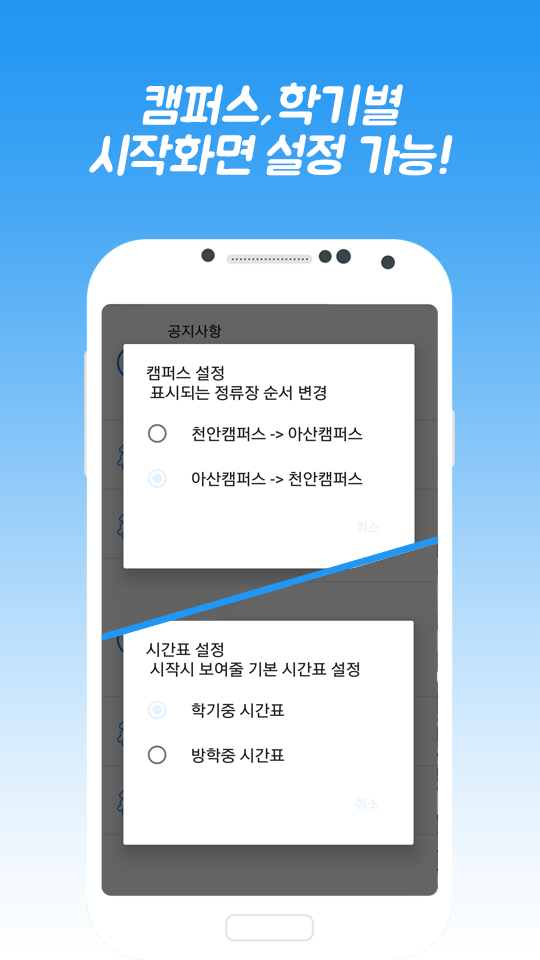 캠퍼스, 학기별
시작화면 설정 가능!
공지사항
캠퍼스 설정
표시되는 정류장 순서 변경
천안캠퍼스 -> 아산캠퍼스
아산캠퍼스 -> 천안캠퍼스
취소
시간표 설정
시작시 보여줄 기본 시간표 설정
학기중 시간표
방학중 시간표
취소